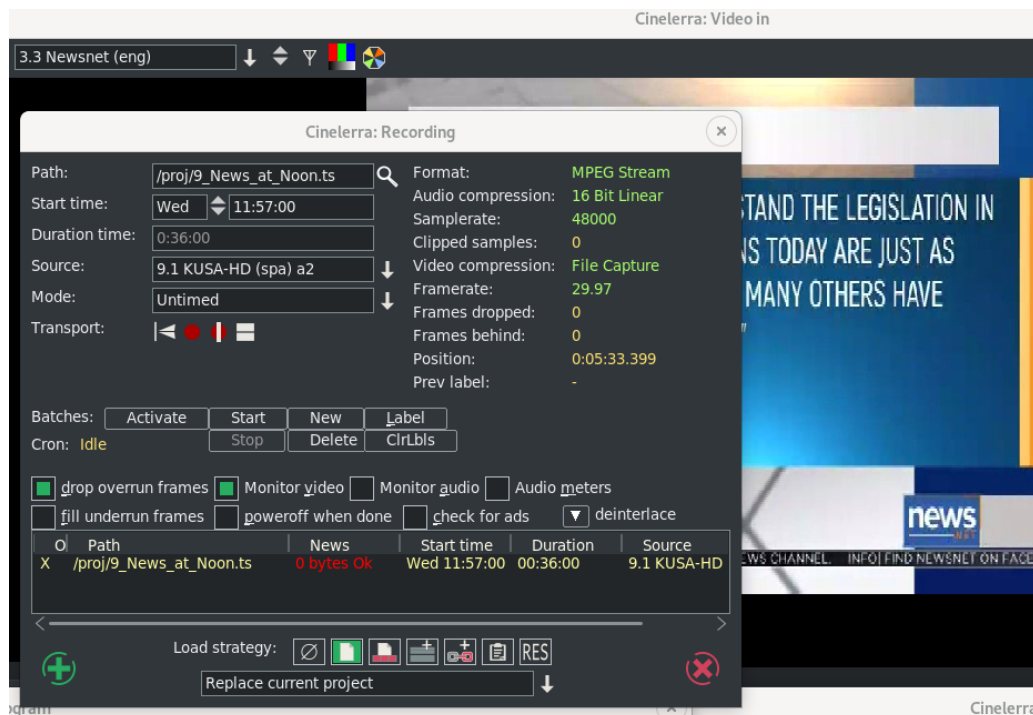 Cinelerra: Video in
3.3 Newsnet (eng)
Cinelerra: Recording
Path: /proj/9_News_at_Noon.ts
Start time: Wed 11:57:00
Duration time: 0:36:00
Source: 9.1 KUSA-HD (spa) a2
Mode: Untimed
Transport:
Format: MPEG Stream
Audio compression: 16 Bit Linear
Samplerate: 48000
Clipped samples: 0
Video compression: File Capture
Framerate: 29.97
Frames dropped: 0
Frames behind: 0
Position: 0:05:33.399
Prev label: -
Batches: Activate Start New Label
Cron: Idle Stop Delete ClrLbls
drop overrun frames Monitor video Monitor audio Audio meters
fill underrun frames poweroff when done check for ads deinterlace
O Path News Start time Duration Source
X /proj/9_News_at_Noon.ts 0 bytes Ok Wed 11:57:00 00:36:00 9.1 KUSA-HD
Load strategy: RES
Replace current project
STAND THE LEGISLATION IN
NS TODAY ARE JUST AS
MANY OTHERS HAVE
"
news
EWS CHANNEL. INFO| FIND NEWSNET ON FACE
ogram
Cinelerra